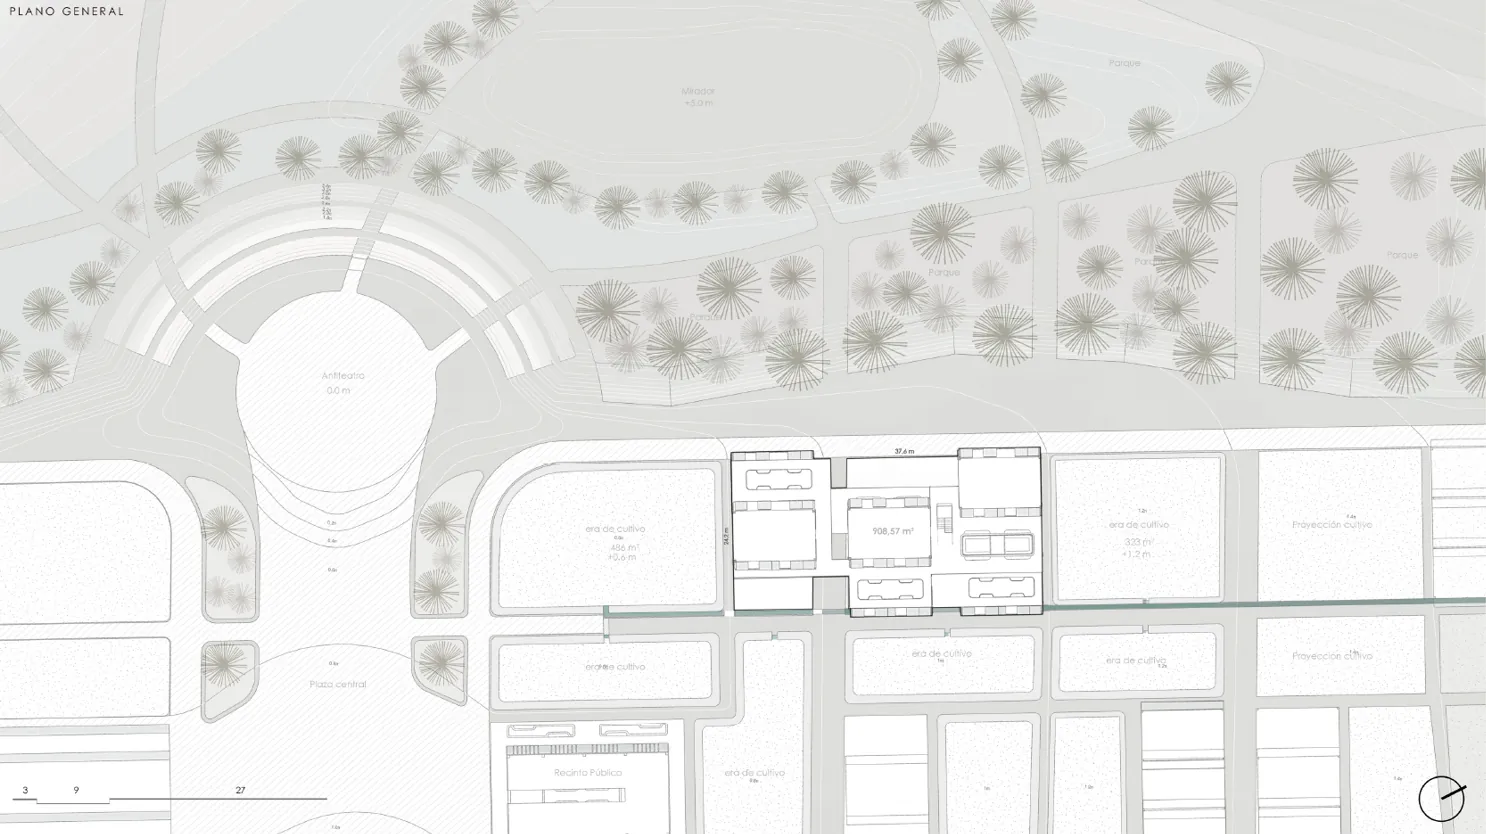 PLANO GENERAL
Parque
Mirador
+5.0 m
Parque
Parque
Parque
Parque
Anfiteatro
0.0 m
37.6 m
era de cultivo
486 m²
+0.6 m
24.2 m
908,57 m²
era de cultivo
323 m²
+1.2 m
Proyección cultivo
era de cultivo
era de cultivo
era de cultivo
Proyección cultivo
Plaza central
Recinto Público
era de cultivo
3 9 27